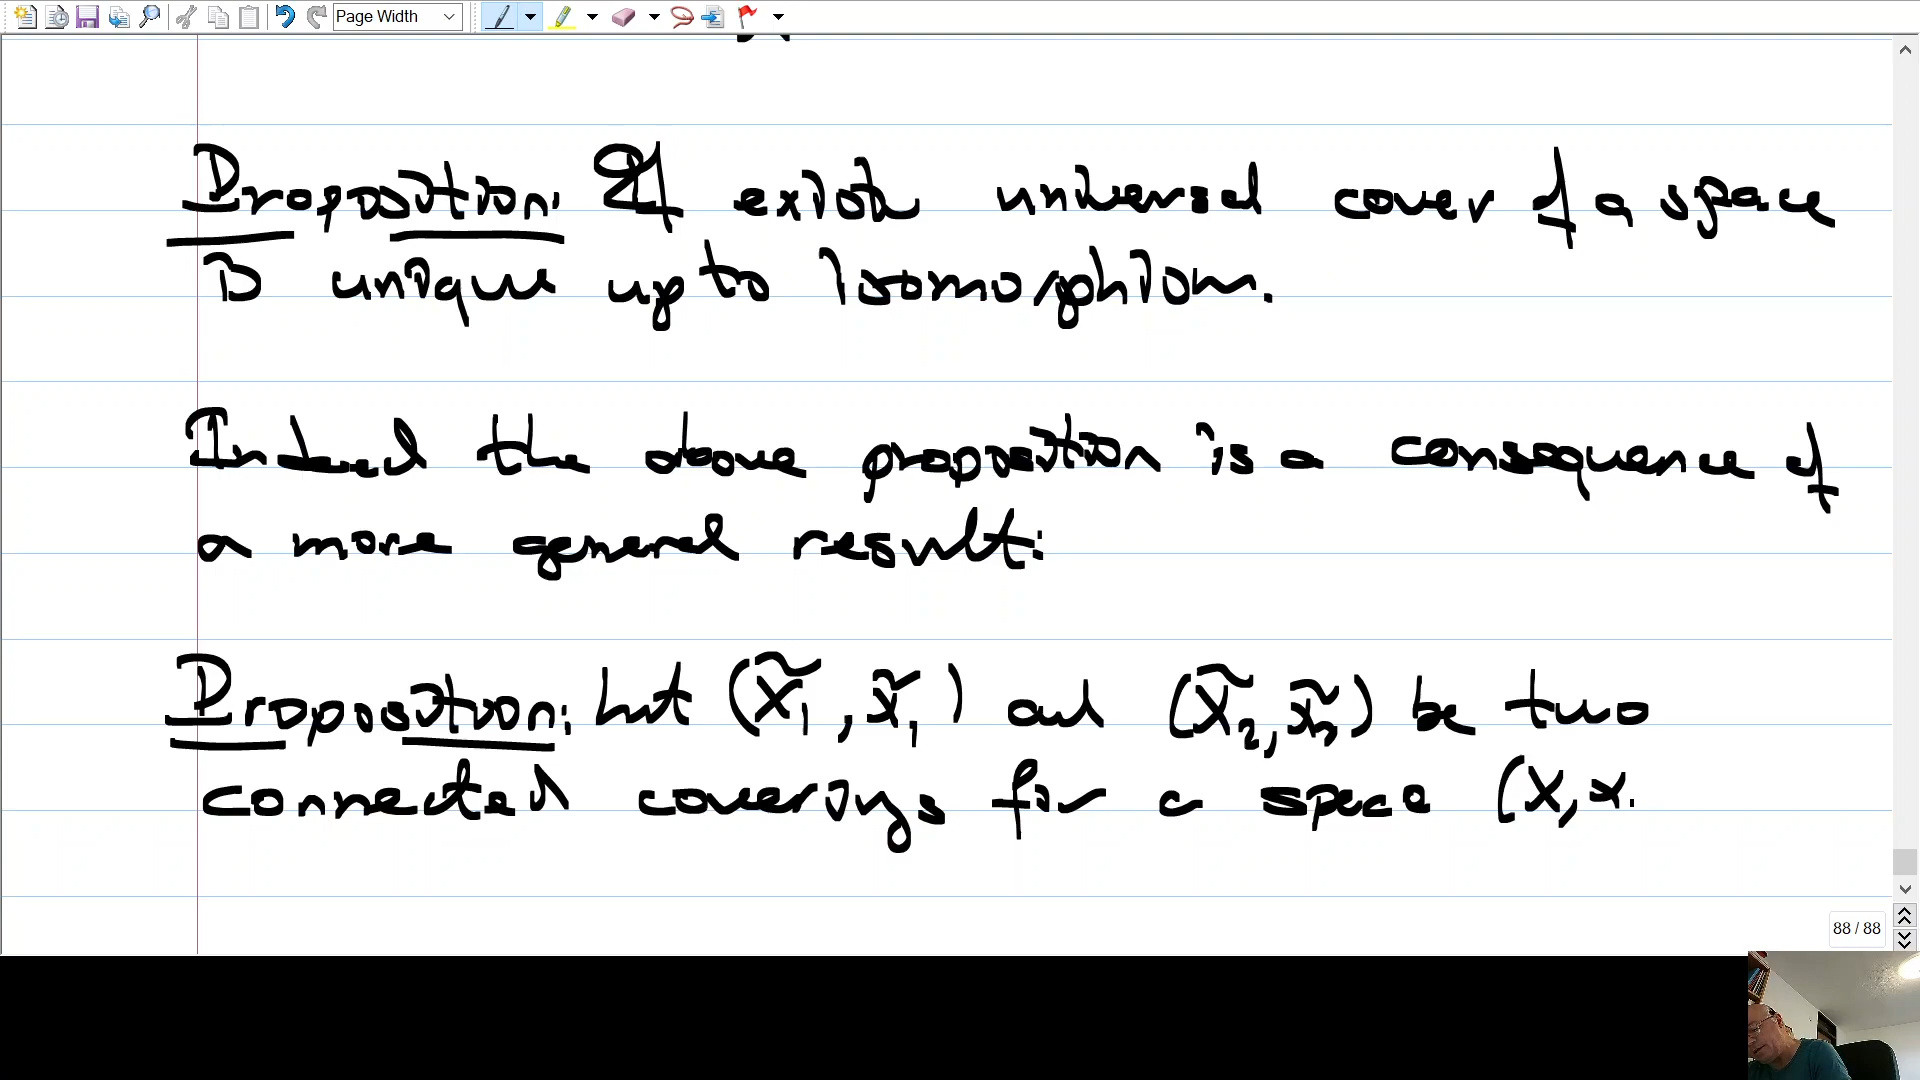 Page Width
Proposition: If exists universal cover of a space
is unique up to isomorphism.
Indeed the above proposition is a consequence of
a more general result:
Proposition: Let (X̃₁, x̃₁) and (X̃₂, x̃₂) be two
connected coverings for a space (X, x.
88 / 88